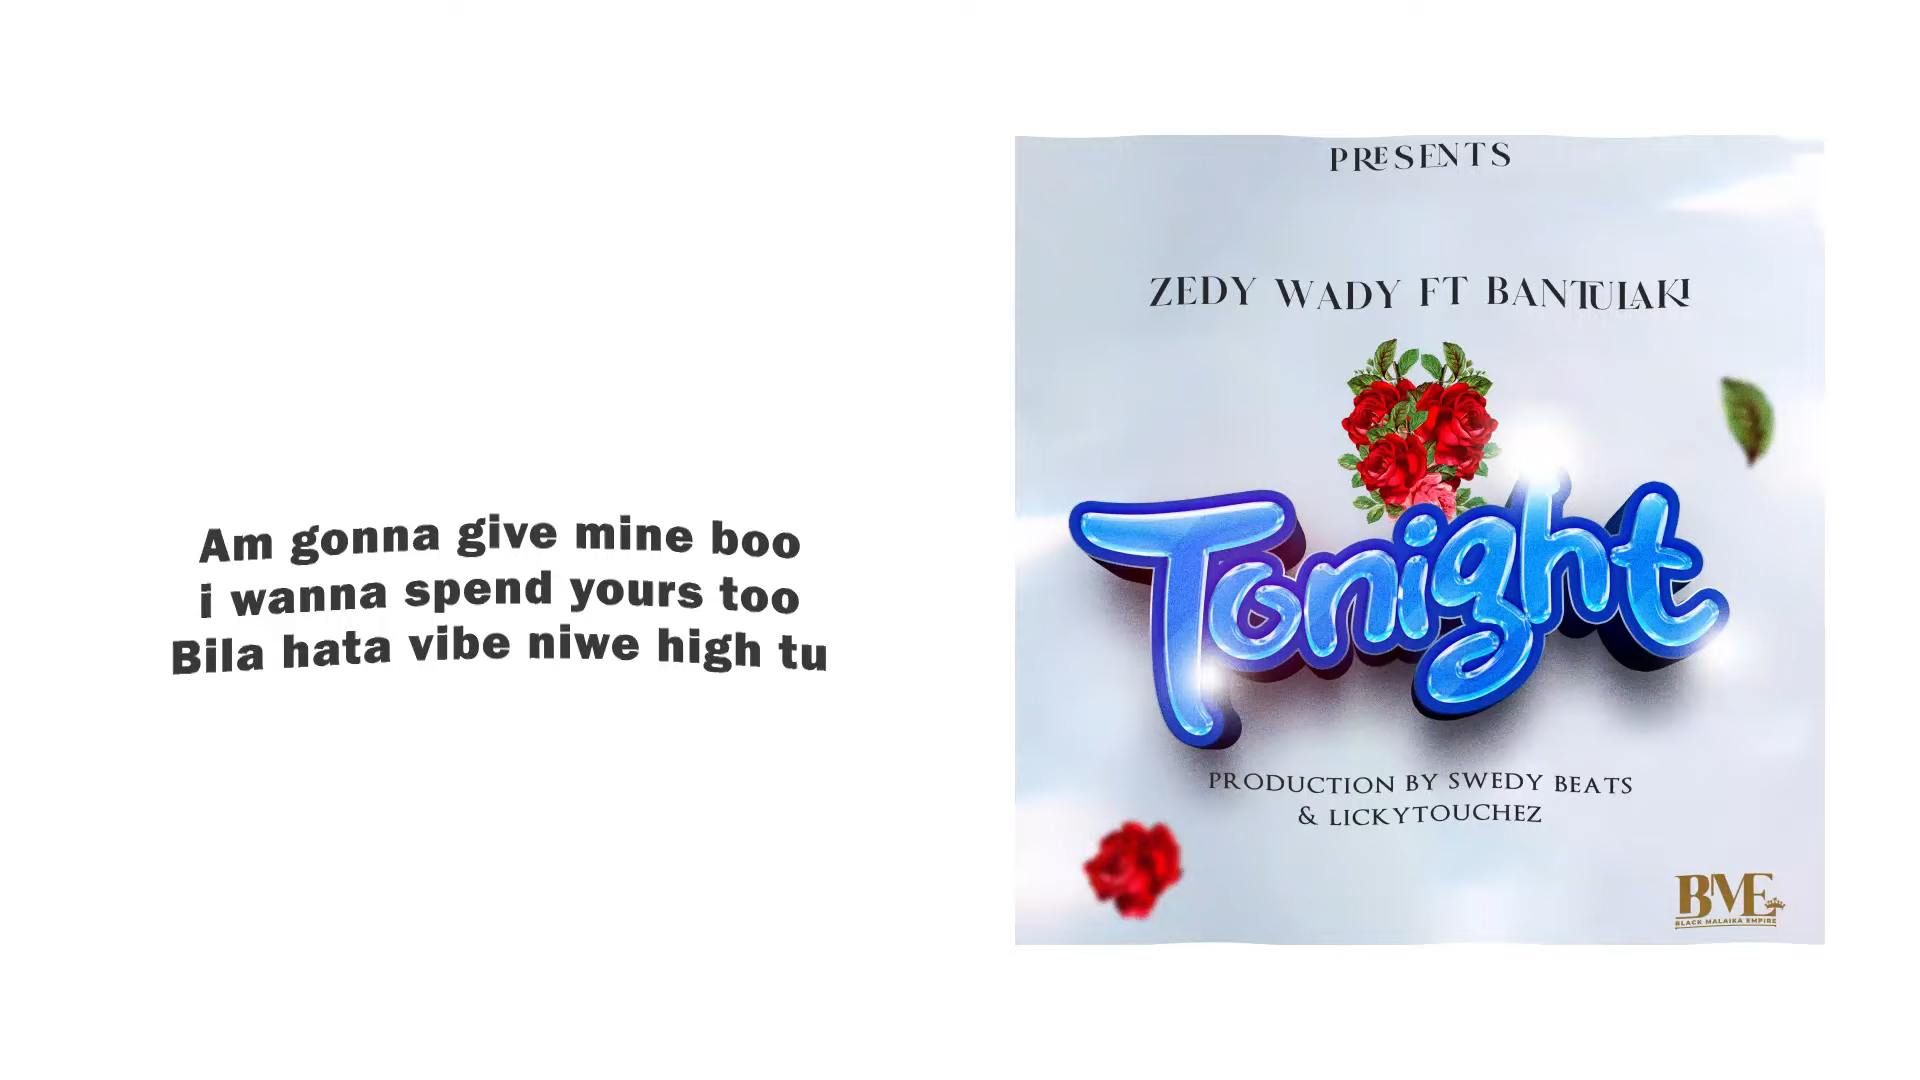 Am gonna give mine boo
i wanna spend yours too
Bila hata vibe niwe high tu
PRESENTS
ZEDY WADY FT BANTULAKI
Tonight
PRODUCTION BY SWEDY BEATS
& LICKYTOUCHEZ
BME
BLACK MALAIKA EMPIRE